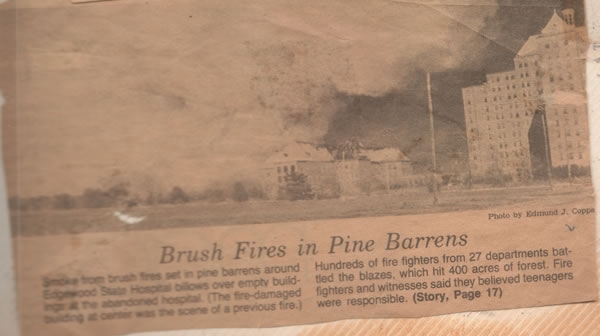 Photo by Edmund J. Coppa
Brush Fires in Pine Barrens
Smoke from brush fires set in pine barrens around
Edgewood State Hospital billows over empty build-
ings at the abandoned hospital. (The fire-damaged
building at center was the scene of a previous fire.)
Hundreds of fire fighters from 27 departments bat-
tled the blazes, which hit 400 acres of forest. Fire
fighters and witnesses said they believed teenagers
were responsible. (Story, Page 17)